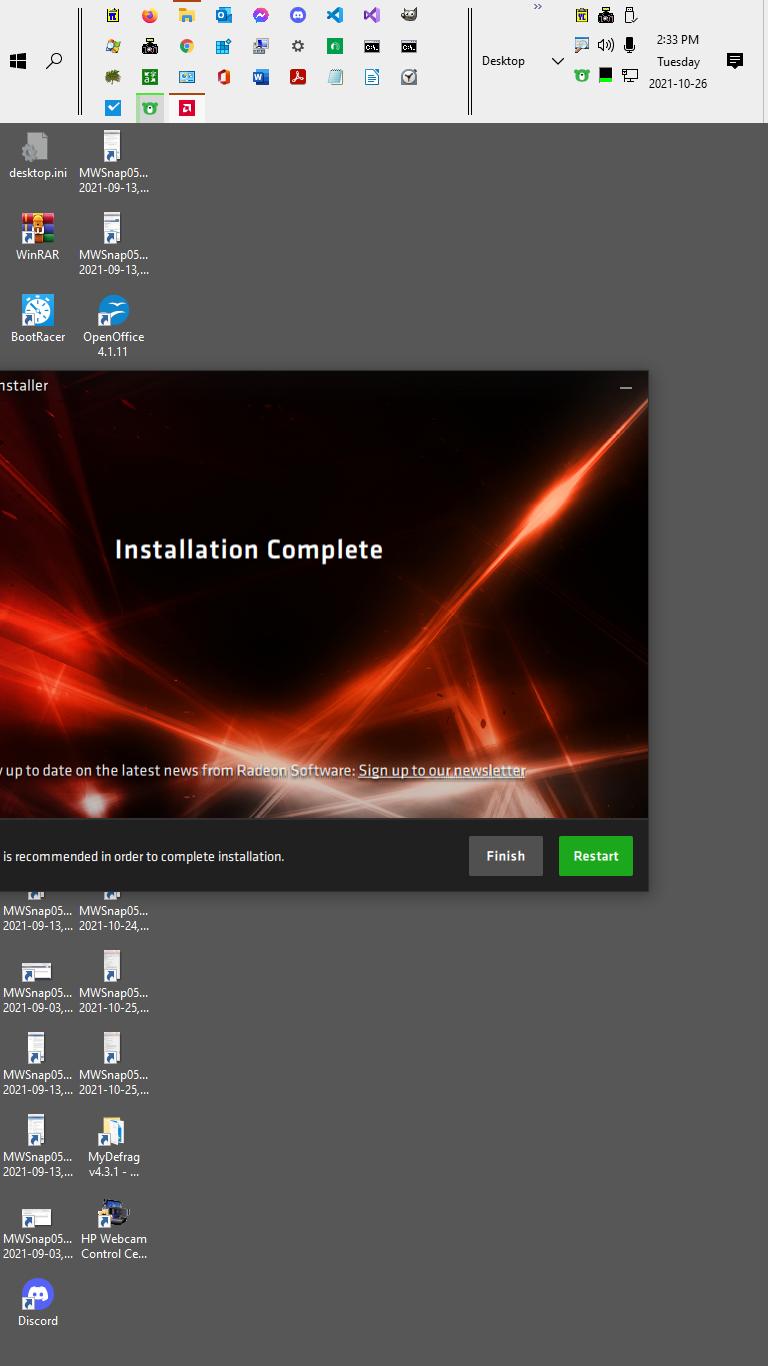 Desktop
2:33 PM
Tuesday
2021-10-26
desktop.ini
MWSnap05...
2021-09-13,...
WinRAR
MWSnap05...
2021-09-13,...
BootRacer
OpenOffice
4.1.11
nstaller
Installation Complete
y up to date on the latest news from Radeon Software: Sign up to our newsletter
is recommended in order to complete installation.
Finish
Restart
MWSnap05...
2021-09-13,...
MWSnap05...
2021-10-24,...
MWSnap05...
2021-09-03,...
MWSnap05...
2021-10-25,...
MWSnap05...
2021-09-13,...
MWSnap05...
2021-10-25,...
MWSnap05...
2021-09-13,...
MyDefrag
v4.3.1 - ...
MWSnap05...
2021-09-03,...
HP Webcam
Control Ce...
Discord